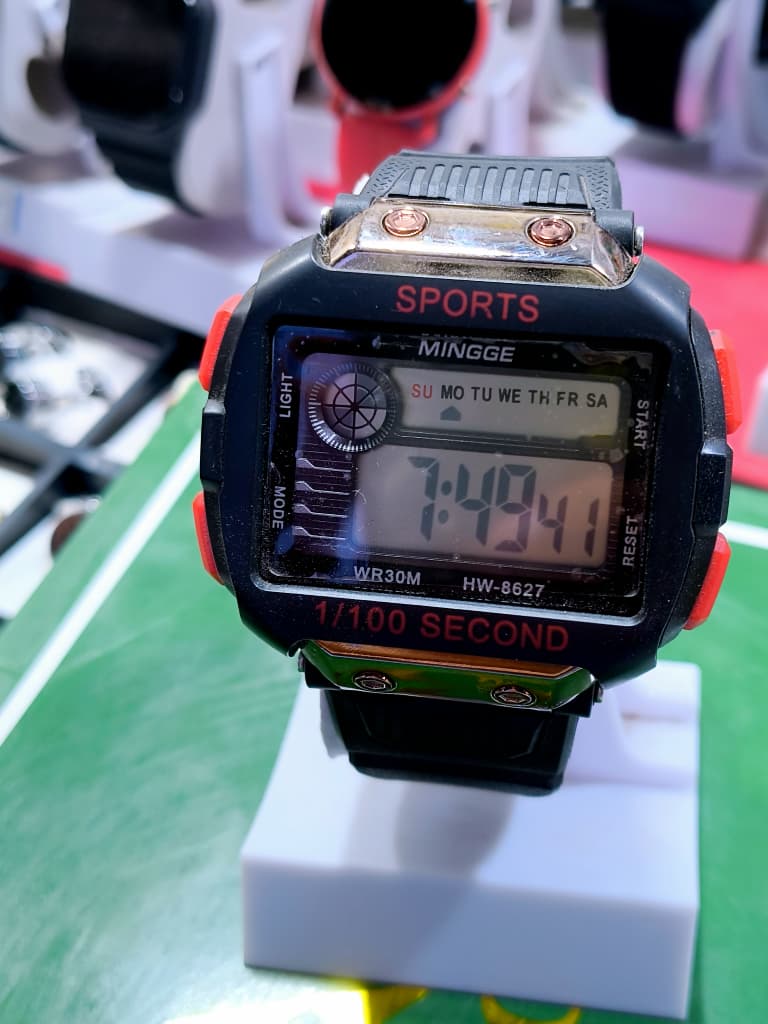 SPORTS
MINGGE
LIGHT
SU MO TU WE TH FR SA
START
7:49 41
MODE
RESET
WR30M HW-8627
1/100 SECOND